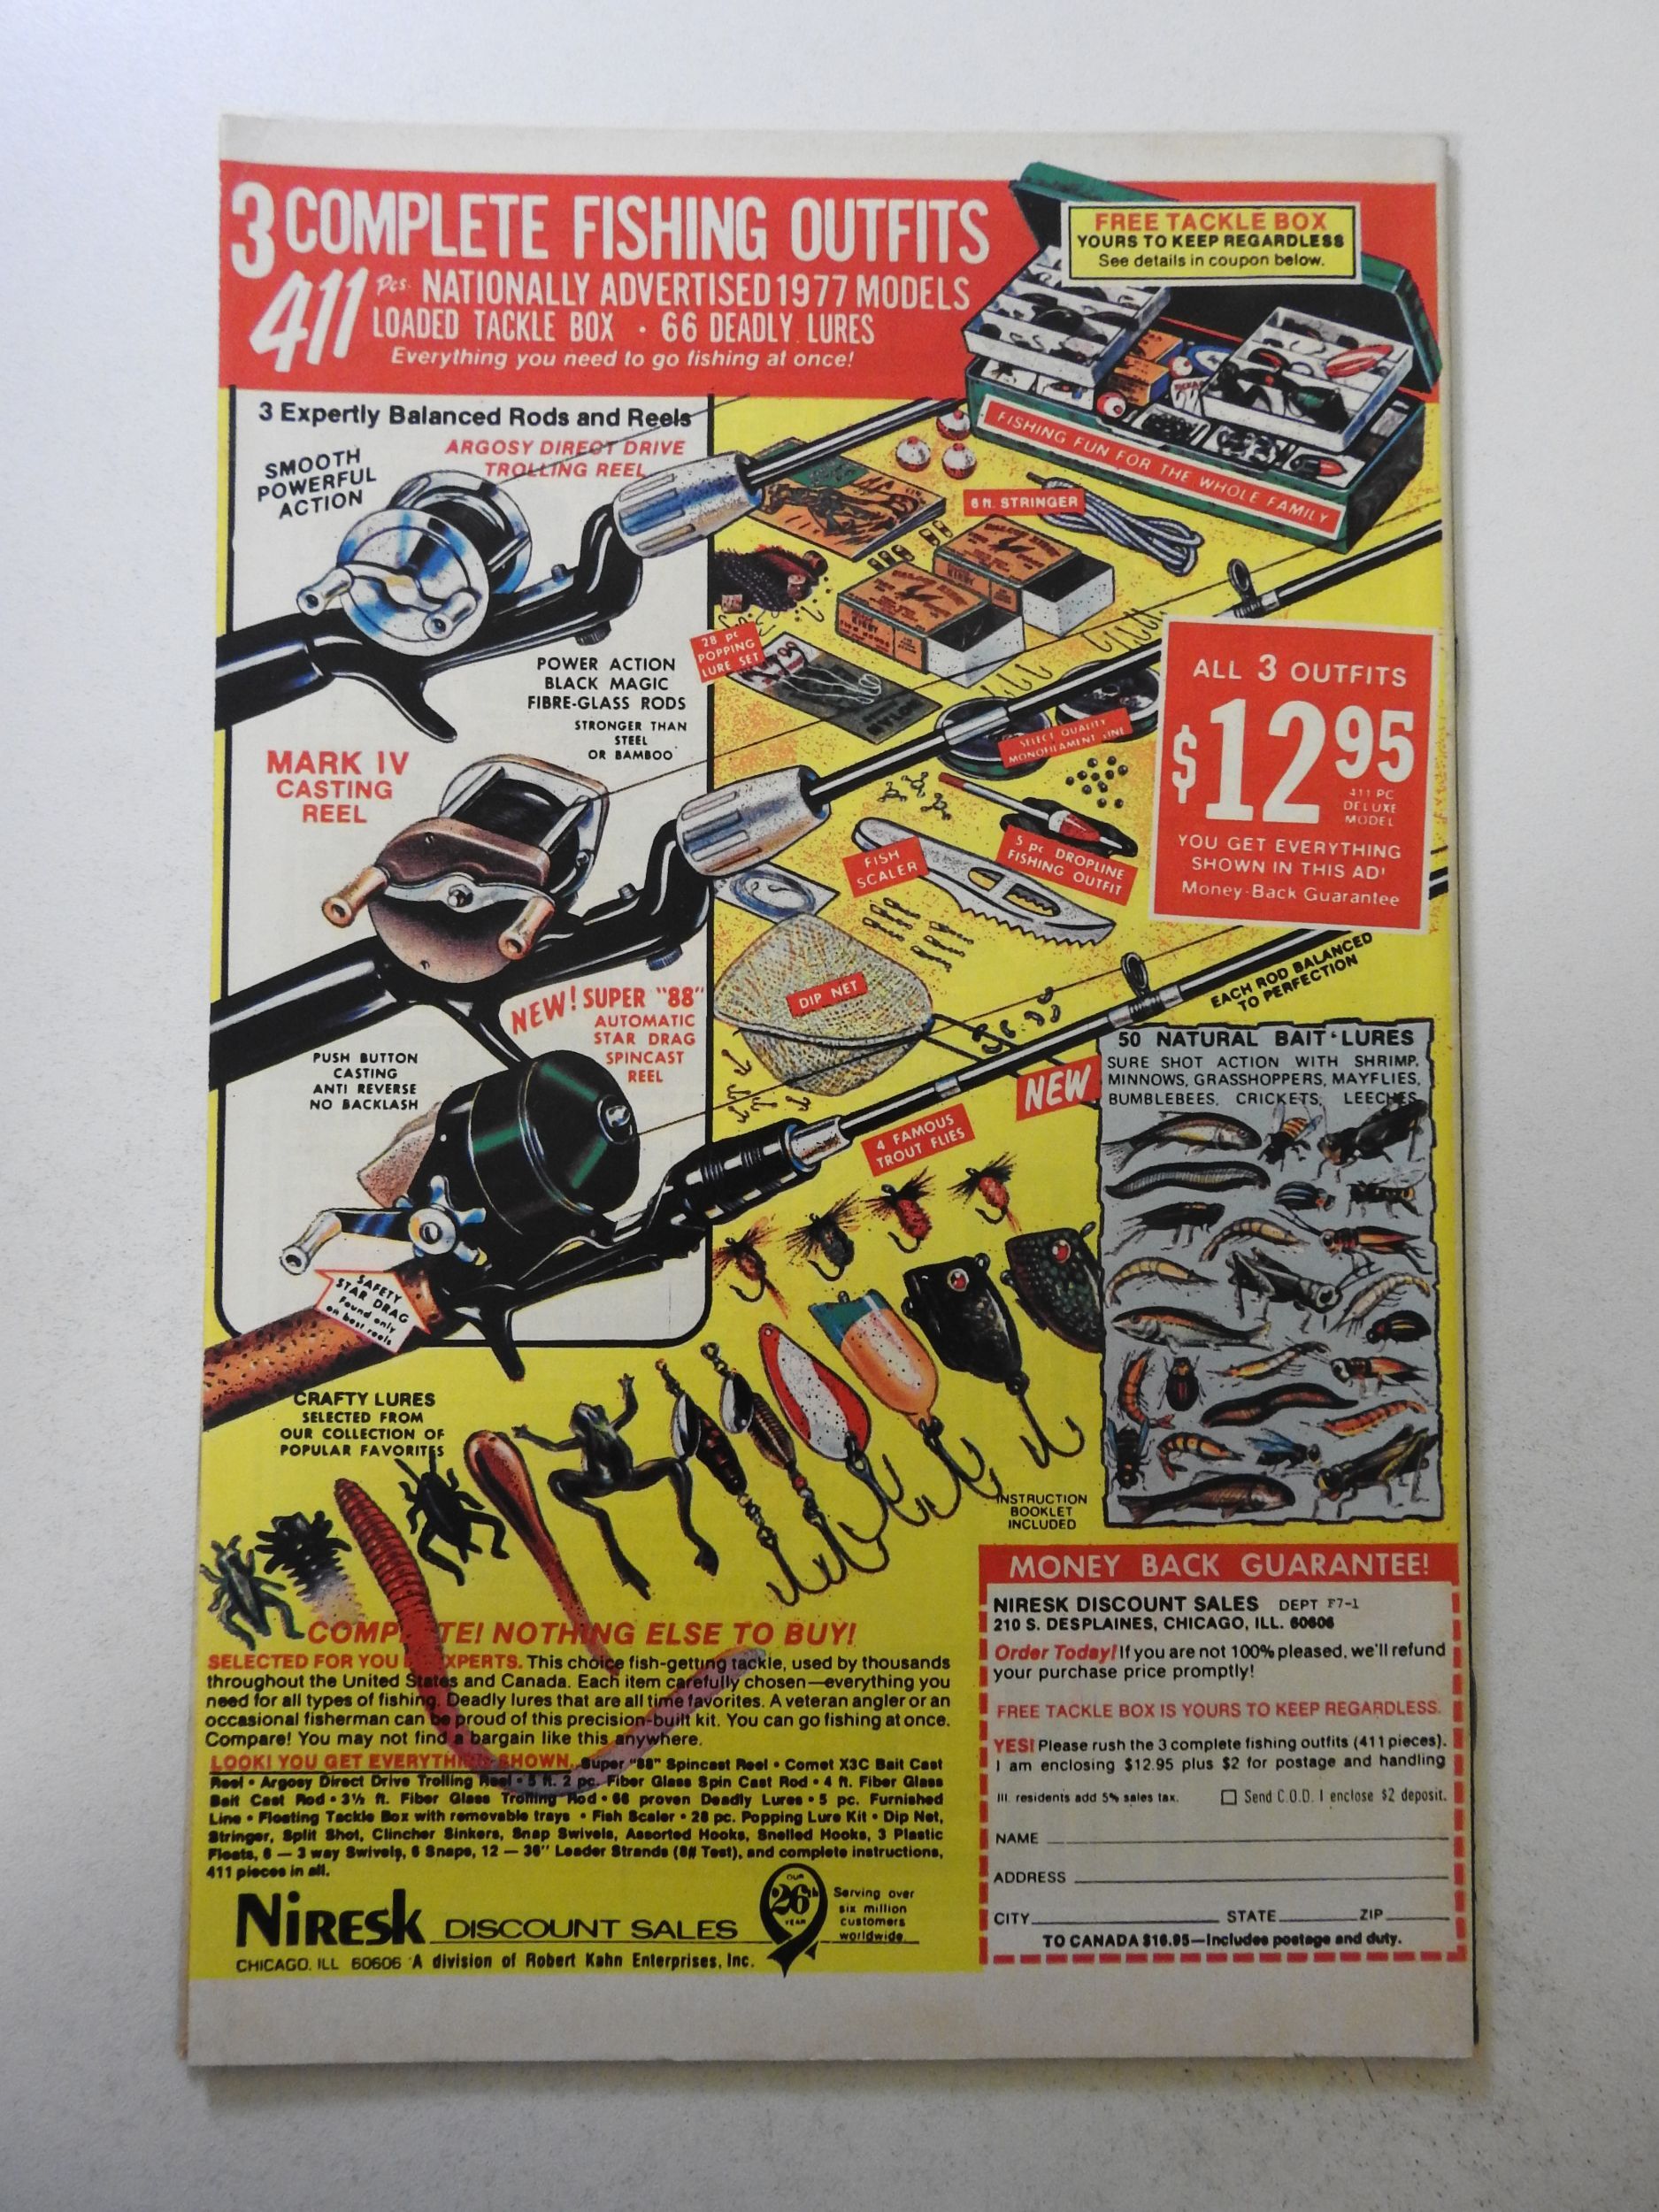 3 COMPLETE FISHING OUTFITS
411 Pcs. NATIONALLY ADVERTISED 1977 MODELS
LOADED TACKLE BOX • 66 DEADLY LURES
Everything you need to go fishing at once!
FREE TACKLE BOX
YOURS TO KEEP REGARDLESS
See details in coupon below.
FISHING FUN FOR THE WHOLE FAMILY
3 Expertly Balanced Rods and Reels
ARGOSY DIRECT DRIVE
TROLLING REEL
SMOOTH
POWERFUL
ACTION
6 ft. STRINGER
28 pc
POPPING
LURE SET
POWER ACTION
BLACK MAGIC
FIBRE-GLASS RODS
STRONGER THAN
STEEL
OR BAMBOO
MARK IV
CASTING
REEL
SELECT QUALITY
MONOFILAMENT LINE
ALL 3 OUTFITS
$12 95
411 PC
DELUXE
MODEL
YOU GET EVERYTHING
SHOWN IN THIS AD!
Money-Back Guarantee
FISH
SCALER
5 pc DROPLINE
FISHING OUTFIT
DIP NET
EACH ROD BALANCED
TO PERFECTION
NEW! SUPER "88"
AUTOMATIC
STAR DRAG
SPINCAST
REEL
PUSH BUTTON
CASTING
ANTI REVERSE
NO BACKLASH
NEW
50 NATURAL BAIT LURES
SURE SHOT ACTION WITH SHRIMP,
MINNOWS, GRASSHOPPERS, MAYFLIES,
BUMBLEBEES, CRICKETS, LEECHES
4 FAMOUS
TROUT FLIES
SAFETY
STAR DRAG
Found only
on best reels
CRAFTY LURES
SELECTED FROM
OUR COLLECTION OF
POPULAR FAVORITES
INSTRUCTION
BOOKLET
INCLUDED
COMPLETE! NOTHING ELSE TO BUY!
SELECTED FOR YOU BY EXPERTS. This choice fish-getting tackle, used by thousands
throughout the United States and Canada. Each item carefully chosen—everything you
need for all types of fishing. Deadly lures that are all time favorites. A veteran angler or an
occasional fisherman can be proud of this precision-built kit. You can go fishing at once.
Compare! You may not find a bargain like this anywhere.
LOOK! YOU GET EVERYTHING SHOWN. Super "88" Spincast Reel • Comet X3C Bait Cast
Reel • Argosy Direct Drive Trolling Reel • 5 ft. 2 pc. Fiber Glass Spin Cast Rod • 4 ft. Fiber Glass
Bait Cast Rod • 3½ ft. Fiber Glass Trolling Rod • 66 proven Deadly Lures • 5 pc. Furnished
Line • Floating Tackle Box with removable trays • Fish Scaler • 28 pc. Popping Lure Kit • Dip Net,
Stringer, Split Shot, Clincher Sinkers, Snap Swivels, Assorted Hooks, Snelled Hooks, 3 Plastic
Floats, 6 — 3 way Swivels, 6 Snaps, 12 — 36" Leader Strands (8# Test), and complete instructions,
411 pieces in all.
NIRESK DISCOUNT SALES
CHICAGO, ILL 60606 A division of Robert Kahn Enterprises, Inc.
OUR
26th
YEAR
Serving over
six million
customers
worldwide
MONEY BACK GUARANTEE!
NIRESK DISCOUNT SALES DEPT F7-1
210 S. DESPLAINES, CHICAGO, ILL. 60606
Order Today! If you are not 100% pleased, we'll refund
your purchase price promptly!
FREE TACKLE BOX IS YOURS TO KEEP REGARDLESS.
YES! Please rush the 3 complete fishing outfits (411 pieces).
I am enclosing $12.95 plus $2 for postage and handling
Ill. residents add 5% sales tax. Send C.O.D. I enclose $2 deposit.
NAME
ADDRESS
CITY STATE ZIP
TO CANADA $16.95—Includes postage and duty.